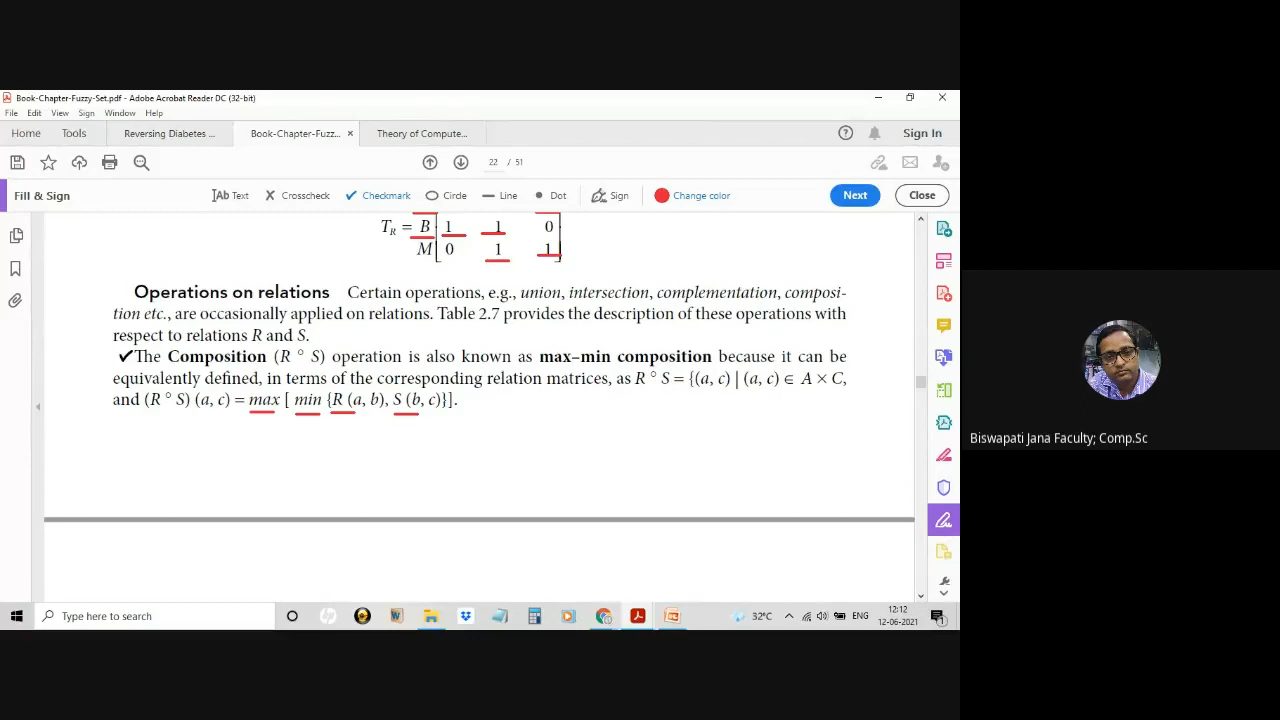 Book-Chapter-Fuzzy-Set.pdf - Adobe Acrobat Reader DC (32-bit)
File Edit View Sign Window Help
Home Tools Reversing Diabetes ... Book-Chapter-Fuzz... × Theory of Compute... Sign In
22 / 51
Fill & Sign Ab Text Crosscheck Checkmark Circle Line Dot Sign Change color Next Close
T_R = B 1 1 0
M 0 1 1
Operations on relations Certain operations, e.g., union, intersection, complementation, composi-
tion etc., are occasionally applied on relations. Table 2.7 provides the description of these operations with
respect to relations R and S.
✔The Composition (R ° S) operation is also known as max–min composition because it can be
equivalently defined, in terms of the corresponding relation matrices, as R ° S = {(a, c) | (a, c) ∈ A × C,
and (R ° S) (a, c) = max [ min {R (a, b), S (b, c)}].
Biswapati Jana Faculty; Comp.Sc
Type here to search 32°C ENG 12:12
12-06-2021